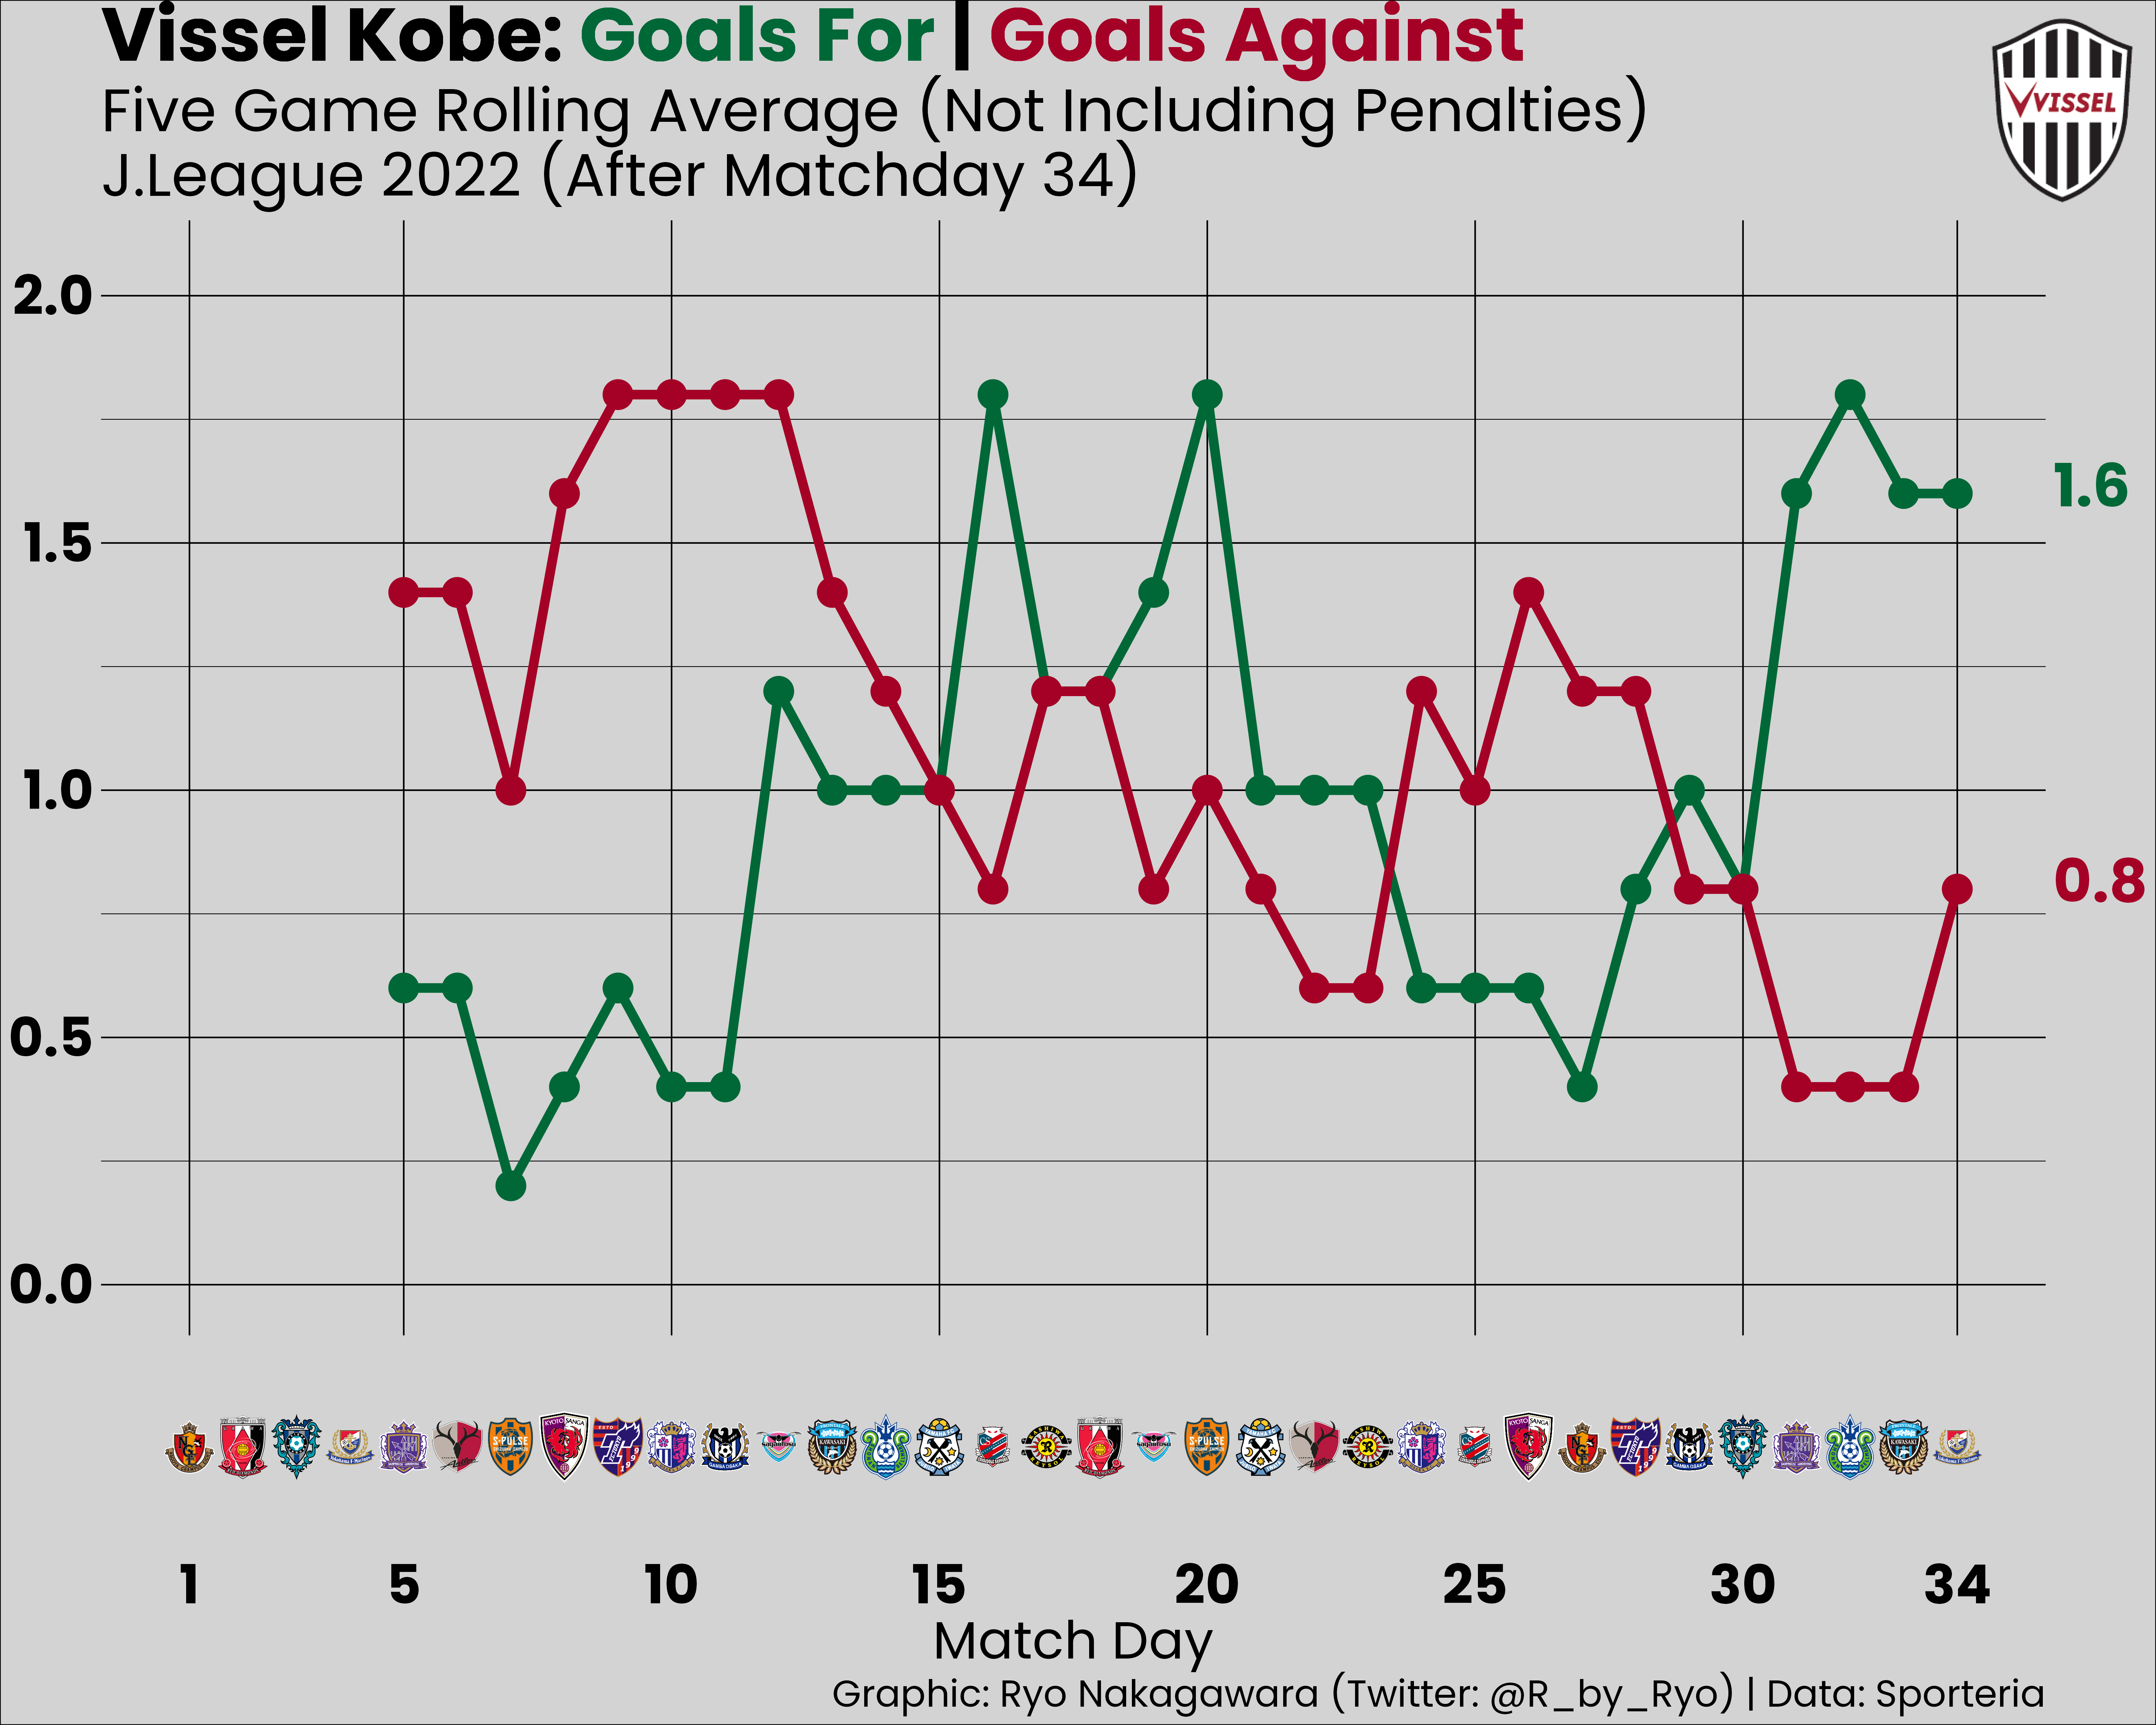 Vissel Kobe: Goals For | Goals Against
Five Game Rolling Average (Not Including Penalties)
J.League 2022 (After Matchday 34)
VISSEL
2.0
1.5
1.0
0.5
0.0
1.6
0.8
1 5 10 15 20 25 30 34
Match Day
Graphic: Ryo Nakagawara (Twitter: @R_by_Ryo) | Data: Sporteria